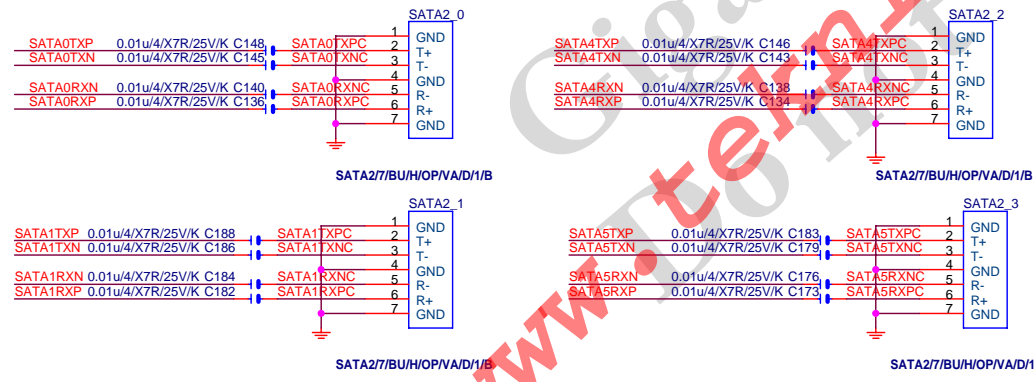 SATA2_0
1 GND
SATA0TXP 0.01u/4/X7R/25V/K C148 SATA0TXPC 2 T+
SATA0TXN 0.01u/4/X7R/25V/K C145 SATA0TXNC 3 T-
4 GND
SATA0RXN 0.01u/4/X7R/25V/K C140 SATA0RXNC 5 R-
SATA0RXP 0.01u/4/X7R/25V/K C136 SATA0RXPC 6 R+
7 GND
SATA2/7/BU/H/OP/VA/D/1/B
SATA2_2
1 GND
SATA4TXP 0.01u/4/X7R/25V/K C146 SATA4TXPC 2 T+
SATA4TXN 0.01u/4/X7R/25V/K C143 SATA4TXNC 3 T-
4 GND
SATA4RXN 0.01u/4/X7R/25V/K C138 SATA4RXNC 5 R-
SATA4RXP 0.01u/4/X7R/25V/K C134 SATA4RXPC 6 R+
7 GND
SATA2/7/BU/H/OP/VA/D/1/B
SATA2_1
1 GND
SATA1TXP 0.01u/4/X7R/25V/K C188 SATA1TXPC 2 T+
SATA1TXN 0.01u/4/X7R/25V/K C186 SATA1TXNC 3 T-
4 GND
SATA1RXN 0.01u/4/X7R/25V/K C184 SATA1RXNC 5 R-
SATA1RXP 0.01u/4/X7R/25V/K C182 SATA1RXPC 6 R+
7 GND
SATA2/7/BU/H/OP/VA/D/1/B
SATA2_3
1 GND
SATA5TXP 0.01u/4/X7R/25V/K C183 SATA5TXPC 2 T+
SATA5TXN 0.01u/4/X7R/25V/K C179 SATA5TXNC 3 T-
4 GND
SATA5RXN 0.01u/4/X7R/25V/K C176 SATA5RXNC 5 R-
SATA5RXP 0.01u/4/X7R/25V/K C173 SATA5RXPC 6 R+
7 GND
SATA2/7/BU/H/OP/VA/D/1
www.tekn